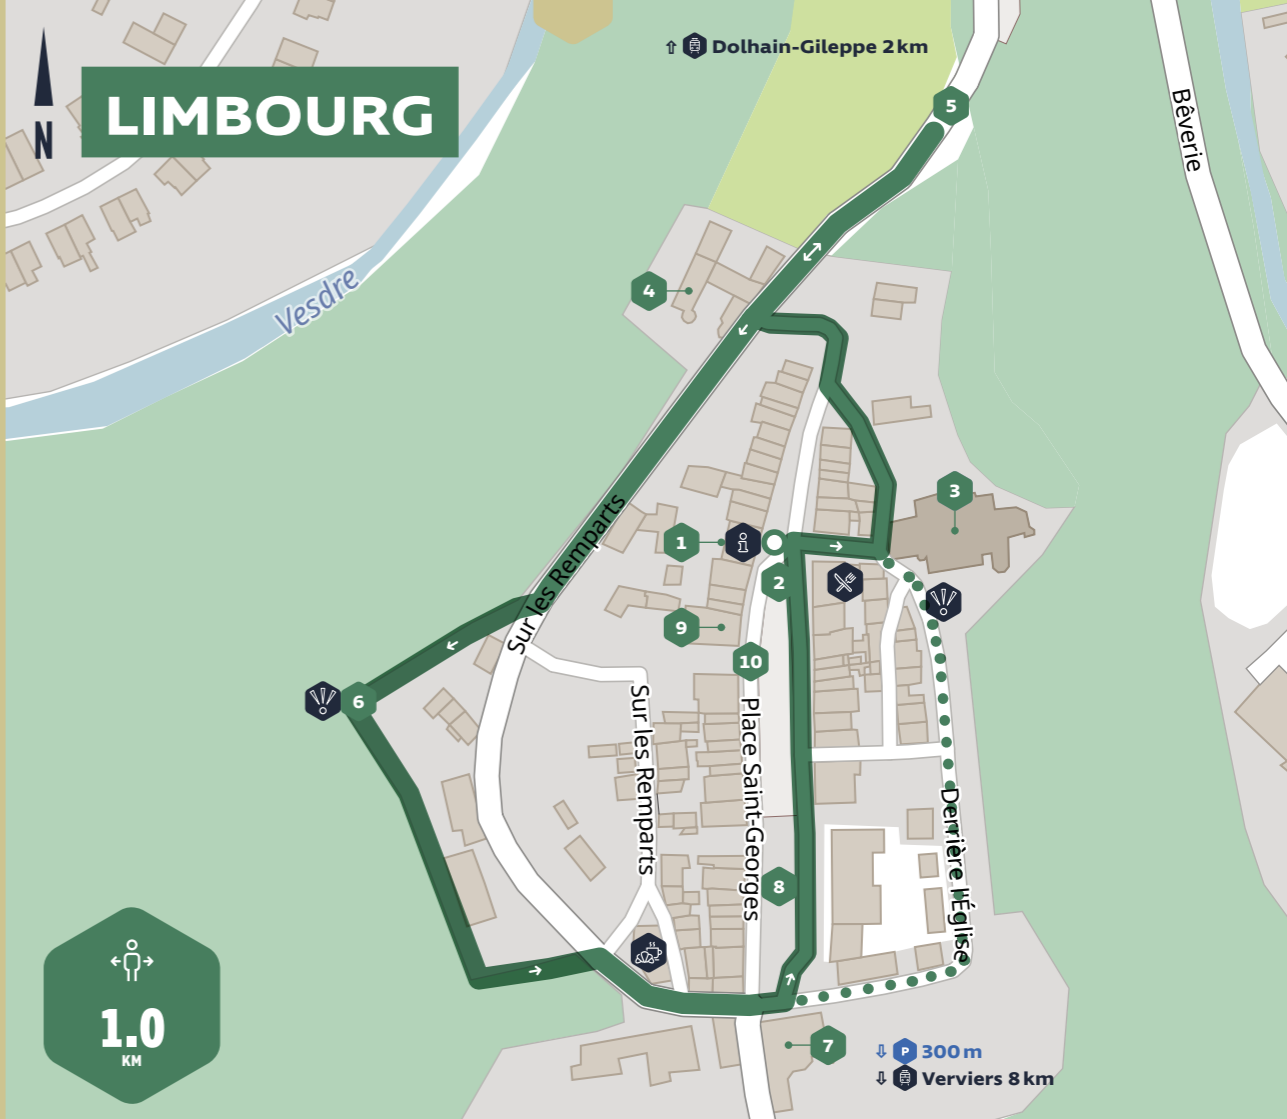 Dolhain-Gileppe 2 km
LIMBOURG
N
5
Bêverie
Vesdre
4
3
Sur les Remparts
1
i
2
9
10
6
Sur les Remparts
Place Saint-Georges
Derrière l'Église
8
1.0
KM
7
P 300 m
Verviers 8 km